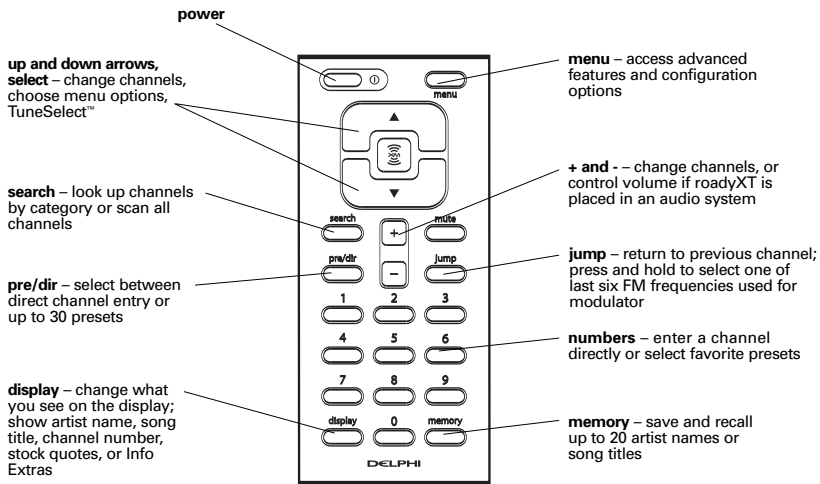 power
up and down arrows,
select – change channels,
choose menu options,
TuneSelect™
search – look up channels
by category or scan all
channels
pre/dir – select between
direct channel entry or
up to 30 presets
display – change what
you see on the display;
show artist name, song
title, channel number,
stock quotes, or Info
Extras
menu
XM
search
+
mute
pre/dir
–
jump
1 2 3
4 5 6
7 8 9
display 0 memory
DELPHI
menu – access advanced
features and configuration
options
+ and - – change channels, or
control volume if roadyXT is
placed in an audio system
jump – return to previous channel;
press and hold to select one of
last six FM frequencies used for
modulator
numbers – enter a channel
directly or select favorite presets
memory – save and recall
up to 20 artist names or
song titles